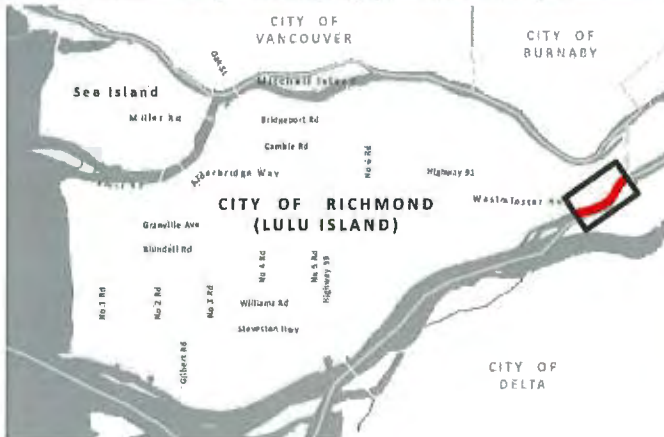 CITY OF
VANCOUVER
CITY OF
BURNABY
Oak St
Mitchell Island
Sea Island
Miller Rd
Bridgeport Rd
Cambie Rd
No 6 Rd
Highway 91
Alderbridge Way
Westminster
CITY OF RICHMOND
(LULU ISLAND)
Granville Ave
Blundell Rd
No 1 Rd
No 2 Rd
No 3 Rd
No 4 Rd
No 5 Rd
Highway 99
Williams Rd
Steveston Hwy
Gilbert Rd
CITY OF
DELTA